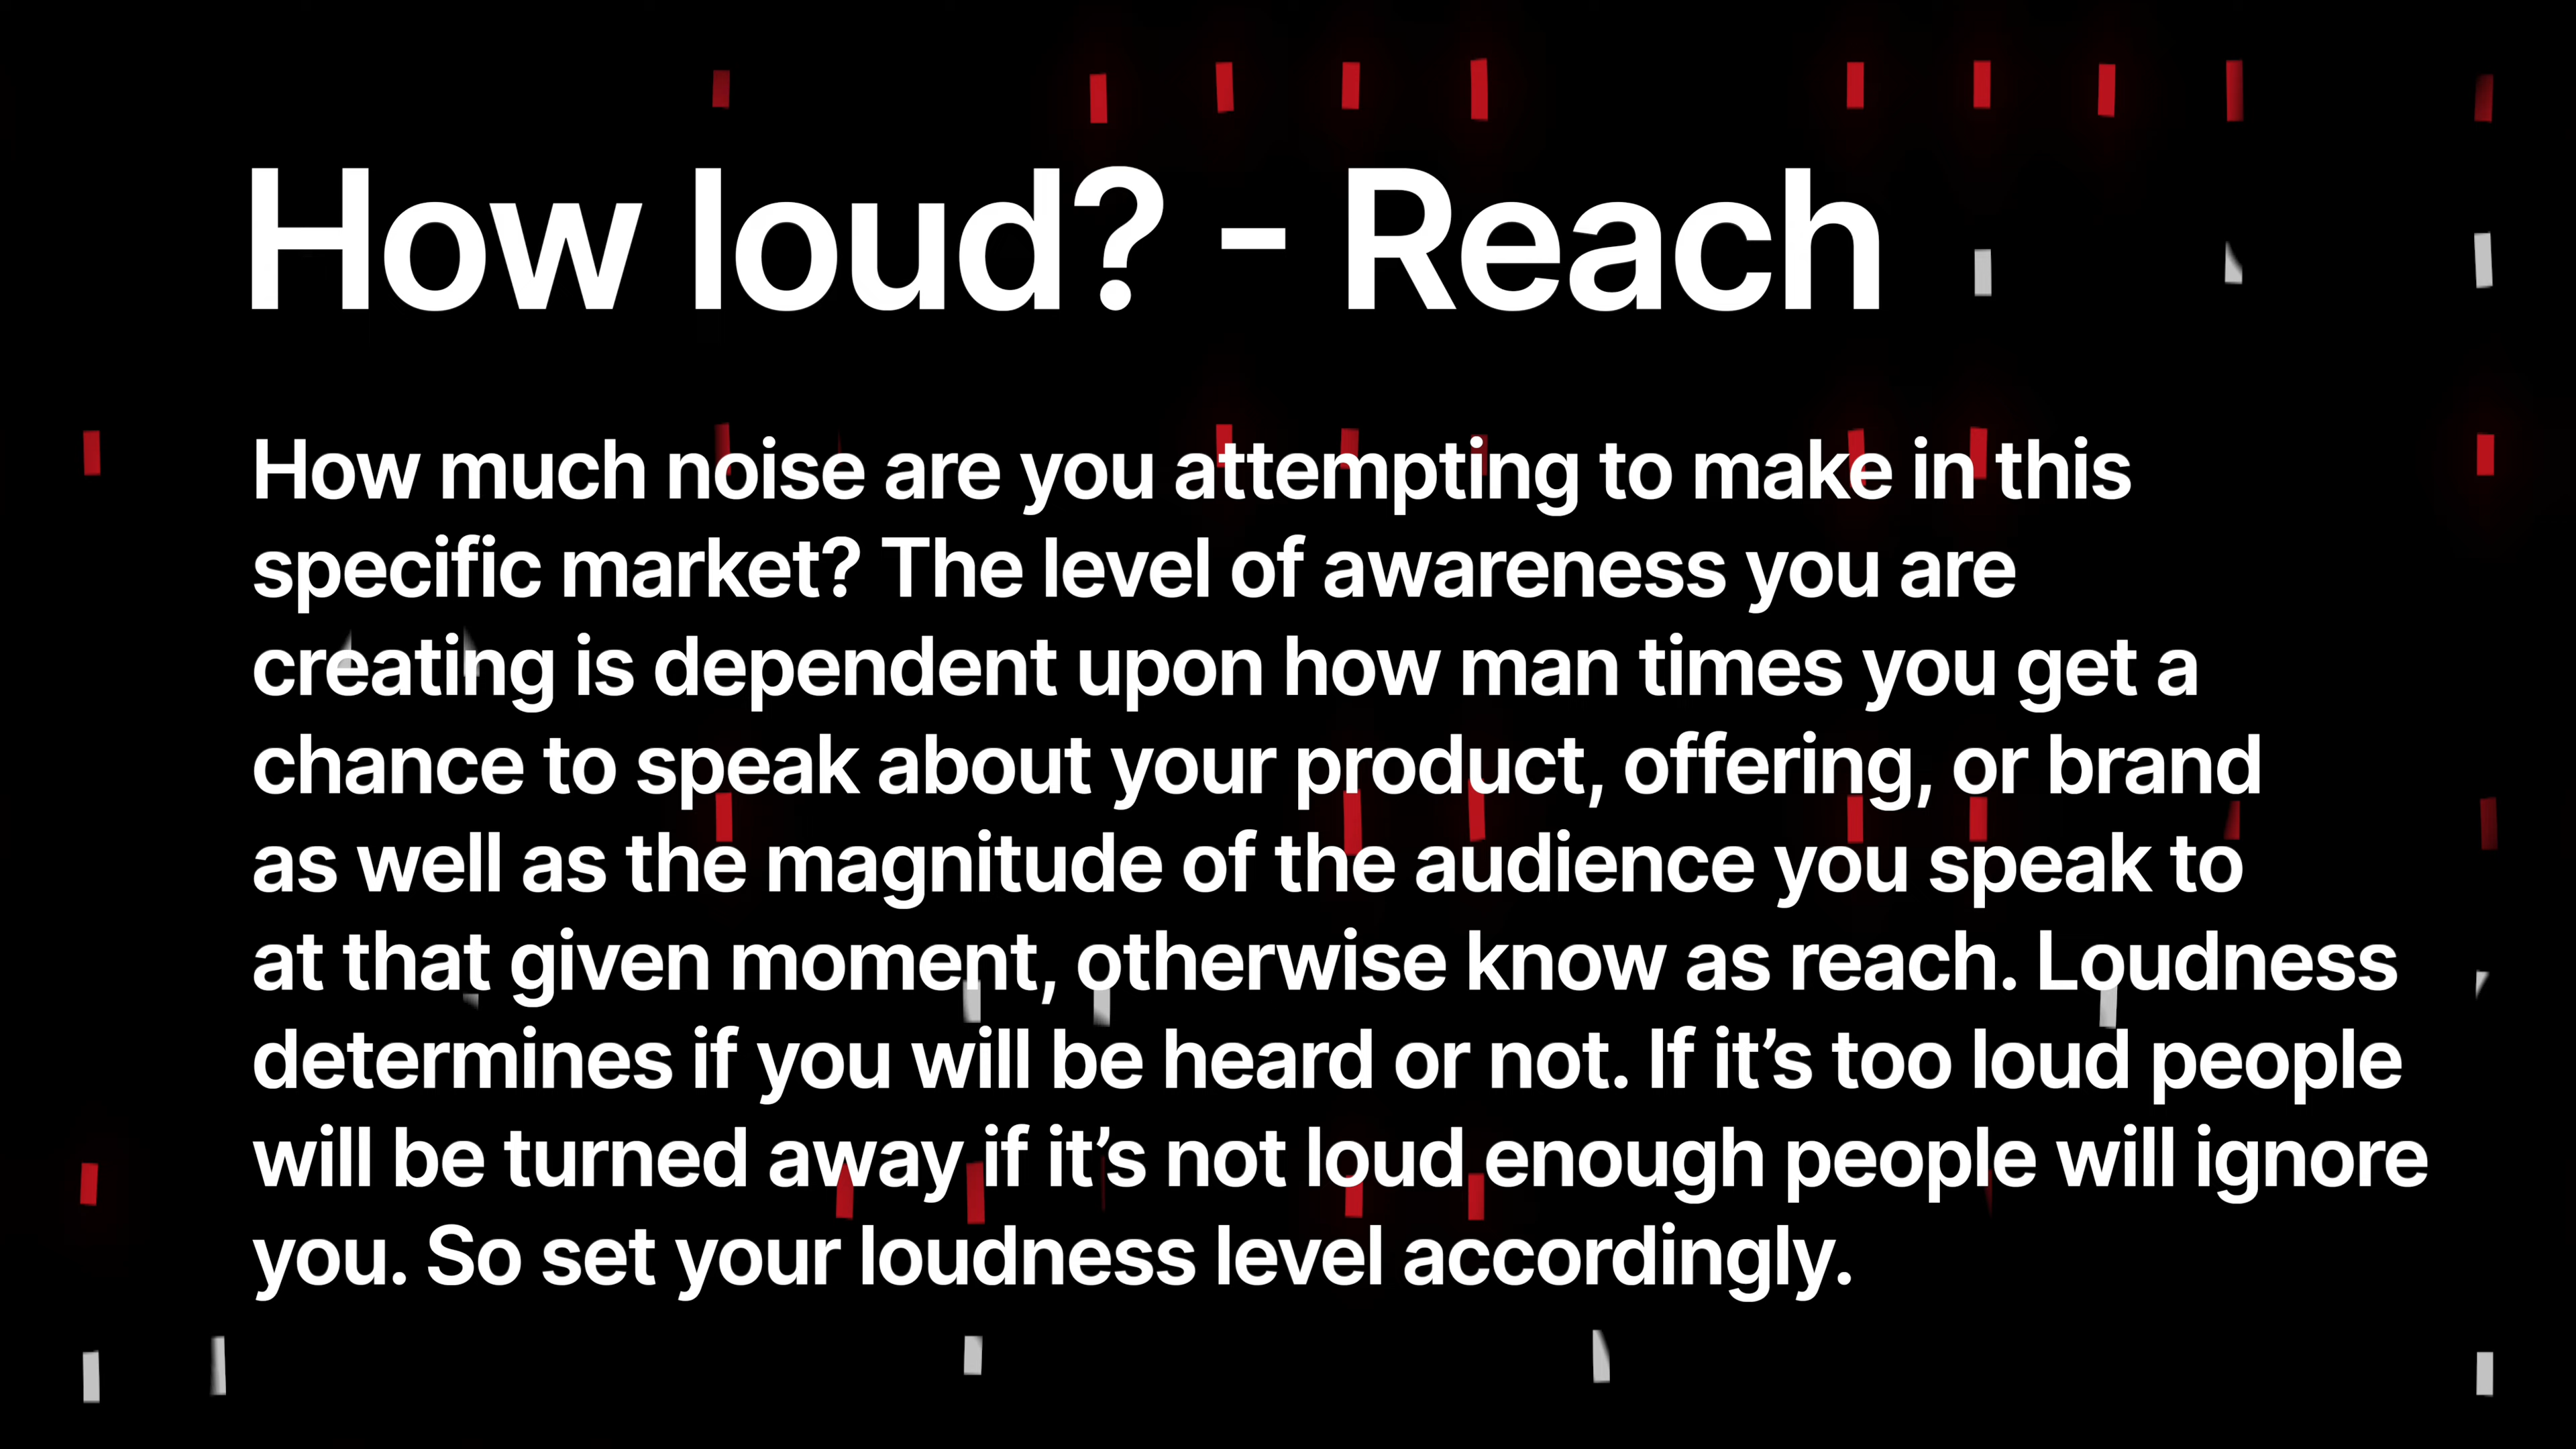 How loud? - Reach
How much noise are you attempting to make in this
specific market? The level of awareness you are
creating is dependent upon how man times you get a
chance to speak about your product, offering, or brand
as well as the magnitude of the audience you speak to
at that given moment, otherwise know as reach. Loudness
determines if you will be heard or not. If it’s too loud people
will be turned away if it’s not loud enough people will ignore
you. So set your loudness level accordingly.